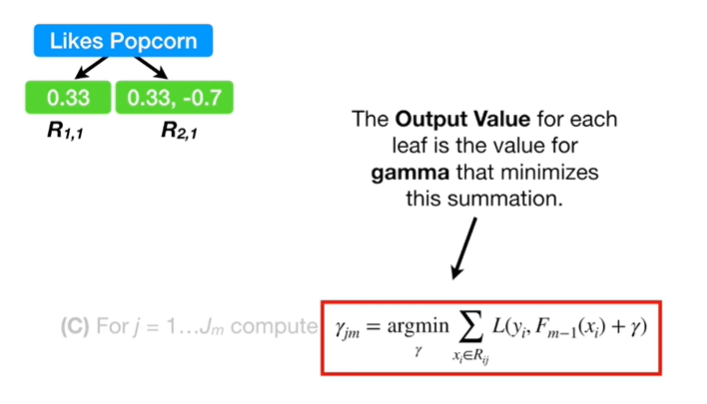 Likes Popcorn
0.33
0.33, -0.7
R1,1
R2,1
The Output Value for each
leaf is the value for
gamma that minimizes
this summation.
(C) For j = 1…Jm compute γjm = argmin γ ∑ xi∈Rij L(yi, Fm−1(xi) + γ)